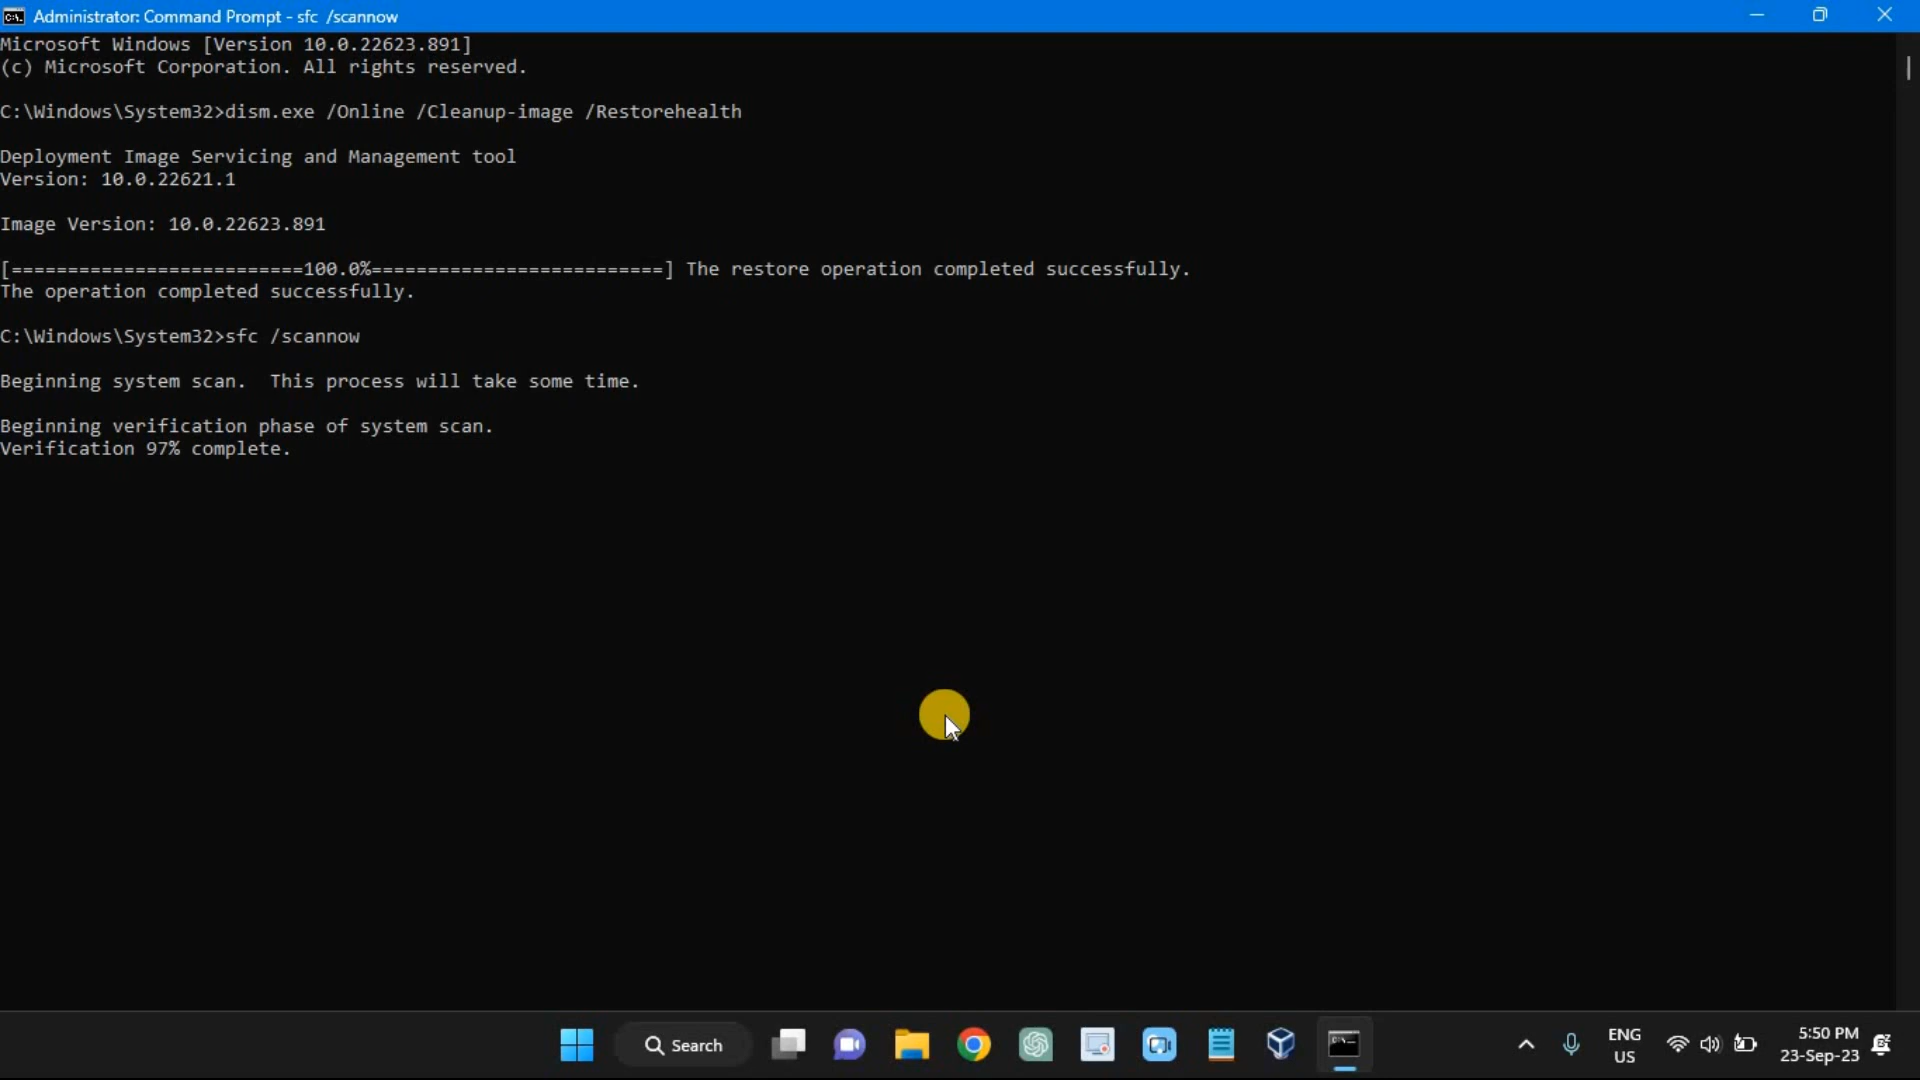 Administrator: Command Prompt - sfc /scannow
Microsoft Windows [Version 10.0.22623.891]
(c) Microsoft Corporation. All rights reserved.
C:\Windows\System32>dism.exe /Online /Cleanup-image /Restorehealth
Deployment Image Servicing and Management tool
Version: 10.0.22621.1
Image Version: 10.0.22623.891
[==========================100.0%==========================] The restore operation completed successfully.
The operation completed successfully.
C:\Windows\System32>sfc /scannow
Beginning system scan.  This process will take some time.
Beginning verification phase of system scan.
Verification 97% complete.
Search
ENG
US
5:50 PM
23-Sep-23